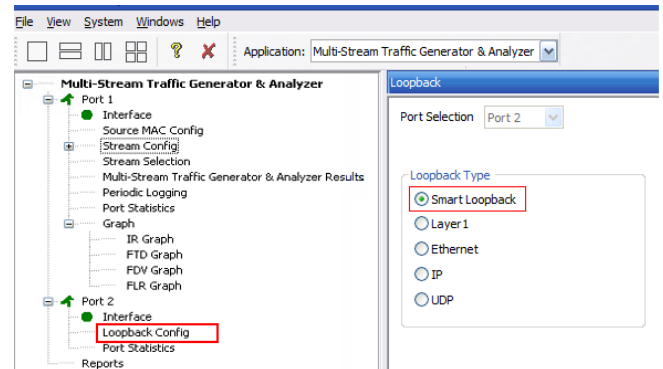 File View System Windows Help
Application: Multi-Stream Traffic Generator & Analyzer
Multi-Stream Traffic Generator & Analyzer
Port 1
Interface
Source MAC Config
Stream Config
Stream Selection
Multi-Stream Traffic Generator & Analyzer Results
Periodic Logging
Port Statistics
Graph
IR Graph
FTD Graph
FDV Graph
FLR Graph
Port 2
Interface
Loopback Config
Port Statistics
Reports
Loopback
Port Selection Port 2
Loopback Type
Smart Loopback
Layer1
Ethernet
IP
UDP